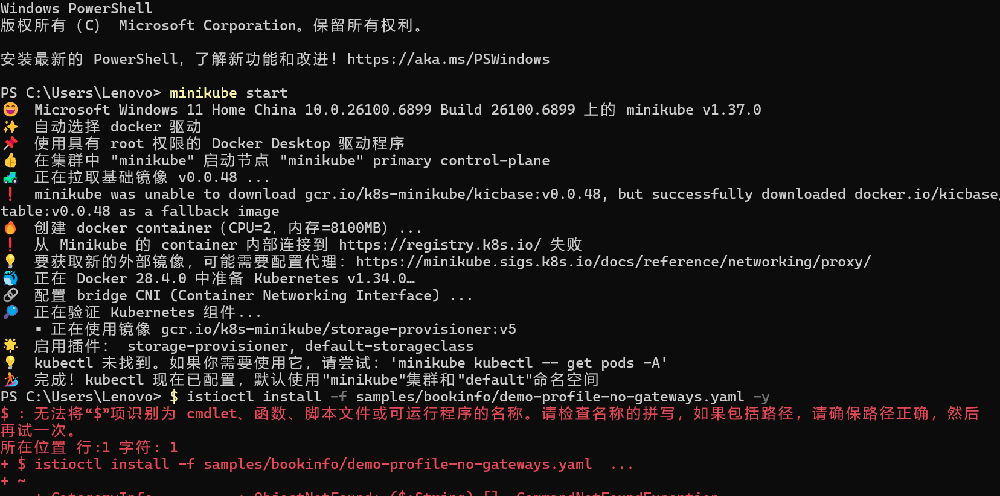 Windows PowerShell
版权所有（C） Microsoft Corporation。保留所有权利。
安装最新的 PowerShell，了解新功能和改进！https://aka.ms/PSWindows
PS C:\Users\Lenovo> minikube start
😄 Microsoft Windows 11 Home China 10.0.26100.6899 Build 26100.6899 上的 minikube v1.37.0
✨ 自动选择 docker 驱动
📌 使用具有 root 权限的 Docker Desktop 驱动程序
👍 在集群中 "minikube" 启动节点 "minikube" primary control-plane
🚜 正在拉取基础镜像 v0.0.48 ...
❗ minikube was unable to download gcr.io/k8s-minikube/kicbase:v0.0.48, but successfully downloaded docker.io/kicbase/
table:v0.0.48 as a fallback image
🔥 创建 docker container（CPU=2，内存=8100MB）...
❗ 从 Minikube 的 container 内部连接到 https://registry.k8s.io/ 失败
💡 要获取新的外部镜像，可能需要配置代理：https://minikube.sigs.k8s.io/docs/reference/networking/proxy/
🐳 正在 Docker 28.4.0 中准备 Kubernetes v1.34.0…
🔗 配置 bridge CNI (Container Networking Interface) ...
🔎 正在验证 Kubernetes 组件...
▪ 正在使用镜像 gcr.io/k8s-minikube/storage-provisioner:v5
🌟 启用插件： storage-provisioner, default-storageclass
💡 kubectl 未找到。如果你需要使用它，请尝试：'minikube kubectl -- get pods -A'
🏄 完成！kubectl 现在已配置，默认使用"minikube"集群和"default"命名空间
PS C:\Users\Lenovo> $ istioctl install -f samples/bookinfo/demo-profile-no-gateways.yaml -y
$ : 无法将“$”项识别为 cmdlet、函数、脚本文件或可运行程序的名称。请检查名称的拼写，如果包括路径，请确保路径正确，然后
再试一次。
所在位置 行:1 字符: 1
+ $ istioctl install -f samples/bookinfo/demo-profile-no-gateways.yaml ...
+ ~
+ CategoryInfo : ObjectNotFound: ($:String) [], CommandNotFoundException